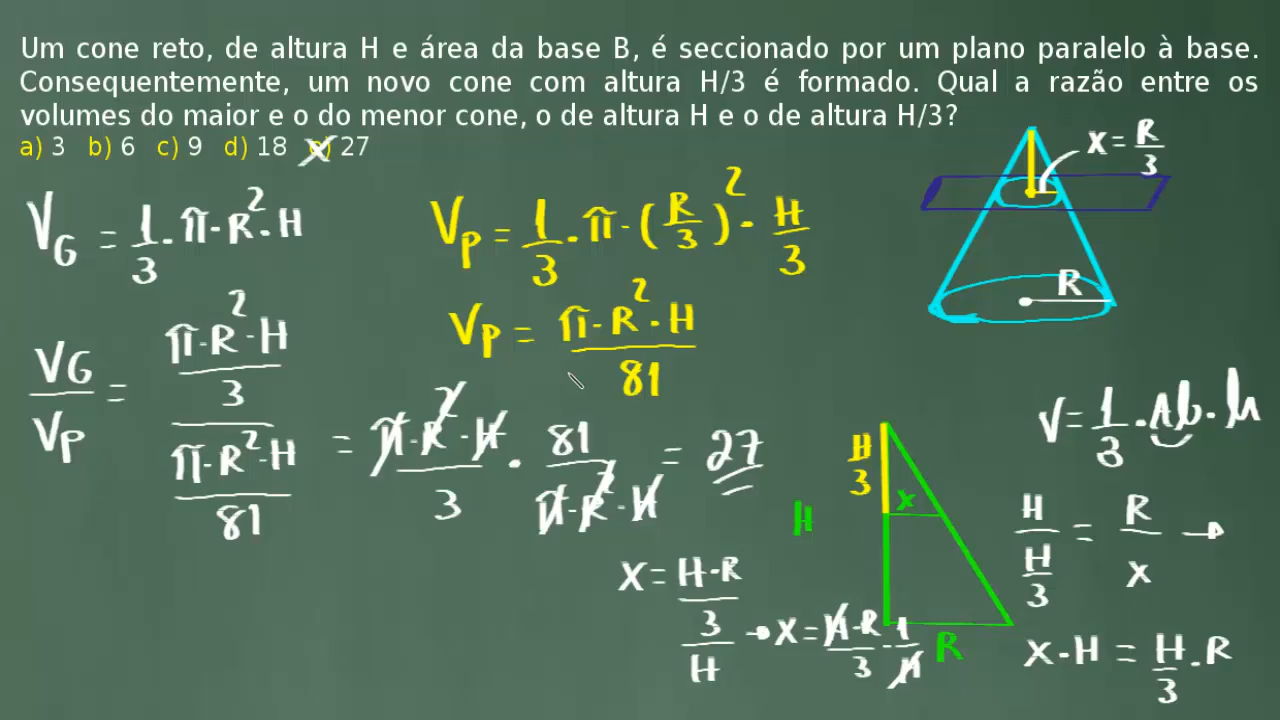 Um cone reto, de altura H e área da base B, é seccionado por um plano paralelo à base.
Consequentemente, um novo cone com altura H/3 é formado. Qual a razão entre os
volumes do maior e o do menor cone, o de altura H e o de altura H/3?
a) 3 b) 6 c) 9 d) 18 e) 27
X = R/3
R
V_G = 1/3 · π · R² · H
V_P = 1/3 · π · (R/3)² · H/3
V_P = π · R² · H / 81
V_G / V_P = (π · R² · H / 3) / (π · R² · H / 81) = π · R² · H / 3 · 81 / π · R² · H = 27
V = 1/3 · Ab · h
H/3
X
H
R
H / (H/3) = R / X →
X · H = H/3 · R
X = (H · R / 3) / H → X = H · R / 3 · 1/H